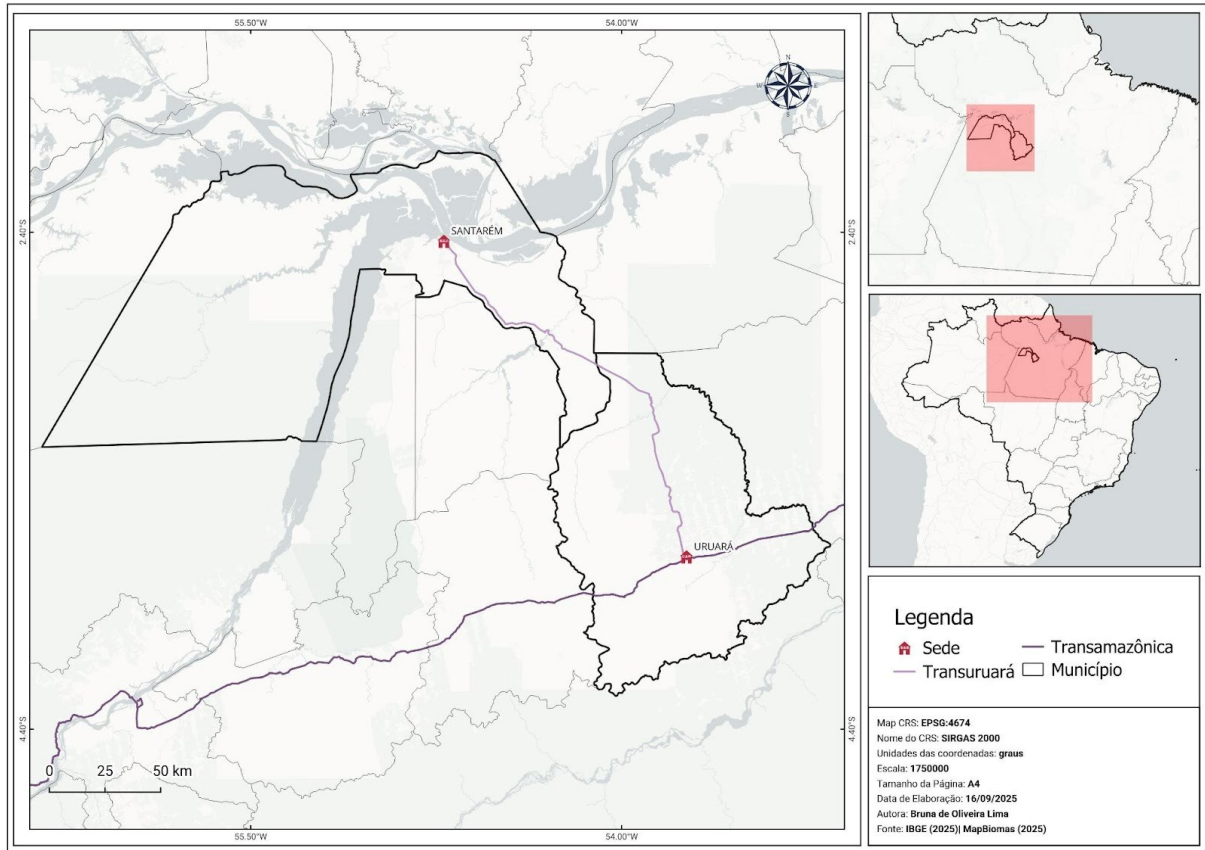 55.50°W
54.00°W
N
W
E
S
2.40°S
2.40°S
SANTARÉM
URUARÁ
4.40°S
4.40°S
0 25 50 km
55.50°W
54.00°W
Legenda
Sede
Transamazônica
Transuruará
Município
Map CRS: EPSG:4674
Nome do CRS: SIRGAS 2000
Unidades das coordenadas: graus
Escala: 1750000
Tamanho da Página: A4
Data de Elaboração: 16/09/2025
Autora: Bruna de Oliveira Lima
Fonte: IBGE (2025)| MapBiomas (2025)